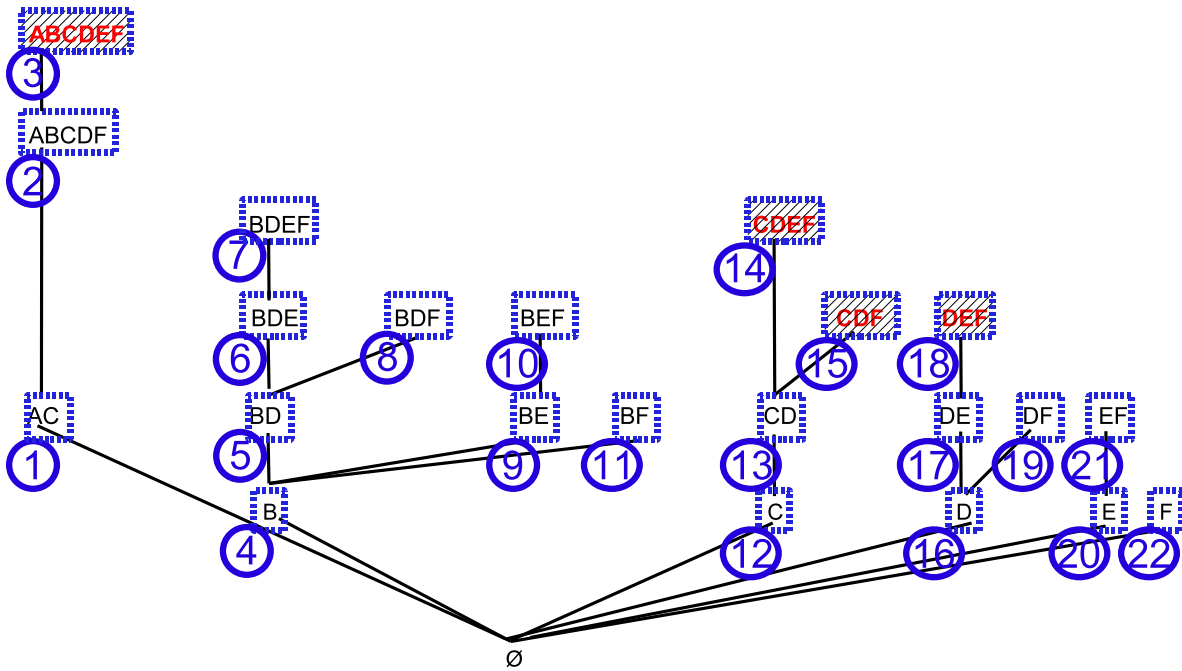 ABCDEF
3
ABCDF
2
BDEF
CDEF
7
14
BDE
BDF
BEF
CDF
DEF
6
8
10
15
18
AC
BD
BE
BF
CD
DE
DF
EF
1
5
9
11
13
17
19
21
B
C
D
E
F
4
12
16
20
22
Ø